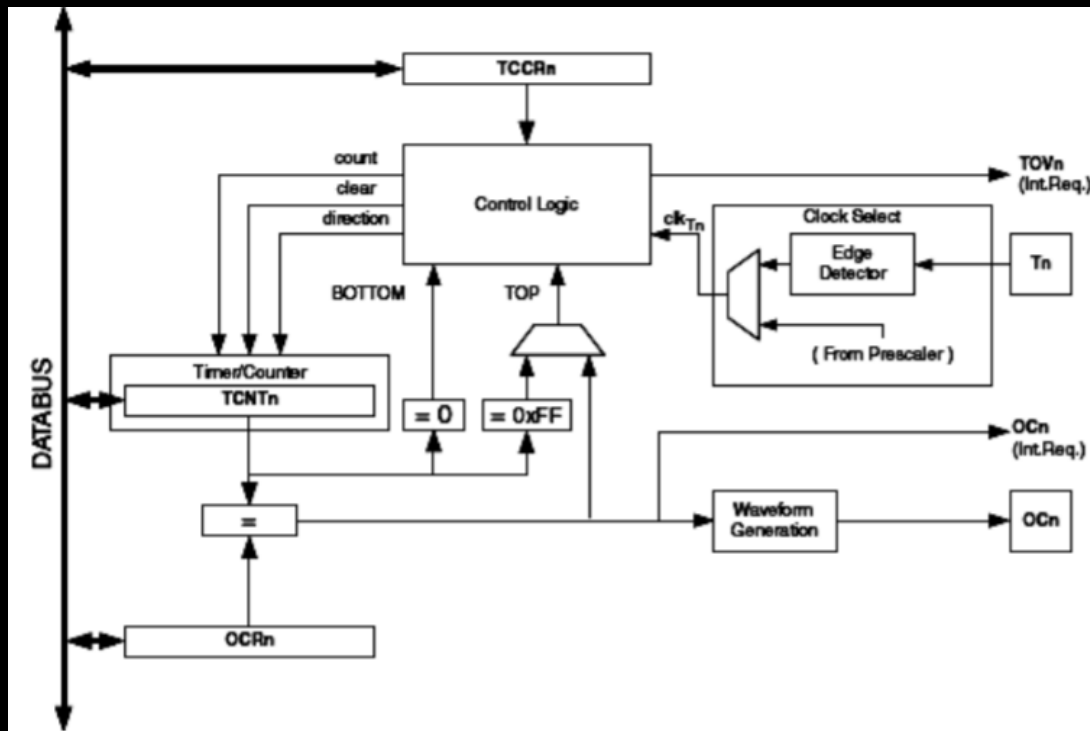 TCCRn
count
clear
direction
Control Logic
TOVn
(Int.Req.)
clkTn
Clock Select
Edge
Detector
Tn
( From Prescaler )
BOTTOM
TOP
Timer/Counter
TCNTn
= 0
= 0xFF
DATABUS
OCn
(Int.Req.)
=
Waveform
Generation
OCn
OCRn